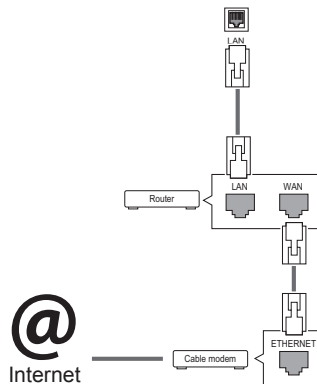 LAN
LAN WAN
Router
ETHERNET
@
Cable modem
Internet